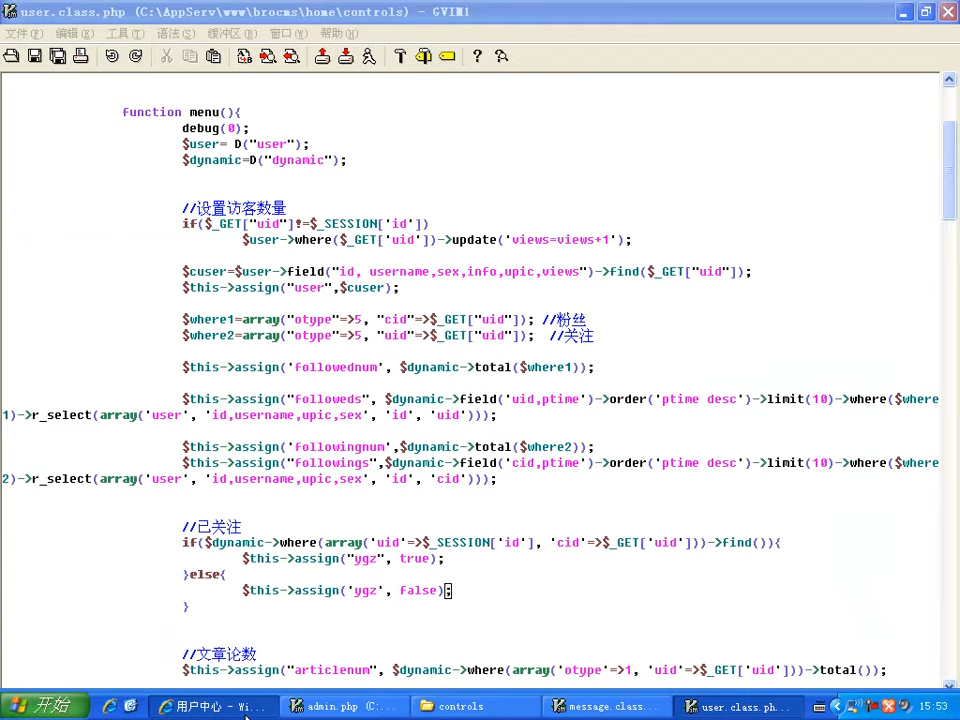 user.class.php (C:\AppServ\www\brocms\home\controls) - GVIM1
文件(F) 编辑(E) 工具(T) 语法(S) 缓冲区(B) 窗口(W) 帮助(H)
function menu(){
debug(0);
$user= D("user");
$dynamic=D("dynamic");
//设置访客数量
if($_GET["uid"]!=$_SESSION['id'])
$user->where($_GET['uid'])->update('views=views+1');
$cuser=$user->field("id, username,sex,info,upic,views")->find($_GET["uid"]);
$this->assign("user",$cuser);
$where1=array("otype"=>5, "cid"=>$_GET["uid"]); //粉丝
$where2=array("otype"=>5, "uid"=>$_GET["uid"]);  //关注
$this->assign('followednum', $dynamic->total($where1));
$this->assign("followeds", $dynamic->field('uid,ptime')->order('ptime desc')->limit(10)->where($where
1)->r_select(array('user', 'id,username,upic,sex', 'id', 'uid')));
$this->assign('followingnum',$dynamic->total($where2));
$this->assign("followings",$dynamic->field('cid,ptime')->order('ptime desc')->limit(10)->where($where
2)->r_select(array('user', 'id,username,upic,sex', 'id', 'cid')));
//已关注
if($dynamic->where(array('uid'=>$_SESSION['id'], 'cid'=>$_GET['uid']))->find()){
$this->assign("ygz", true);
}else{
$this->assign('ygz', false);
}
//文章论数
$this->assign("articlenum", $dynamic->where(array('otype'=>1, 'uid'=>$_GET['uid']))->total());
开始 用户中心 - Wi... admin.php (C:... controls message.class... user.class.ph... 15:53